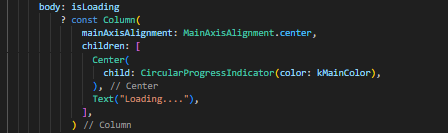 body: isLoading
? const Column(
mainAxisAlignment: MainAxisAlignment.center,
children: [
Center(
child: CircularProgressIndicator(color: kMainColor),
), // Center
Text("Loading...."),
],
) // Column